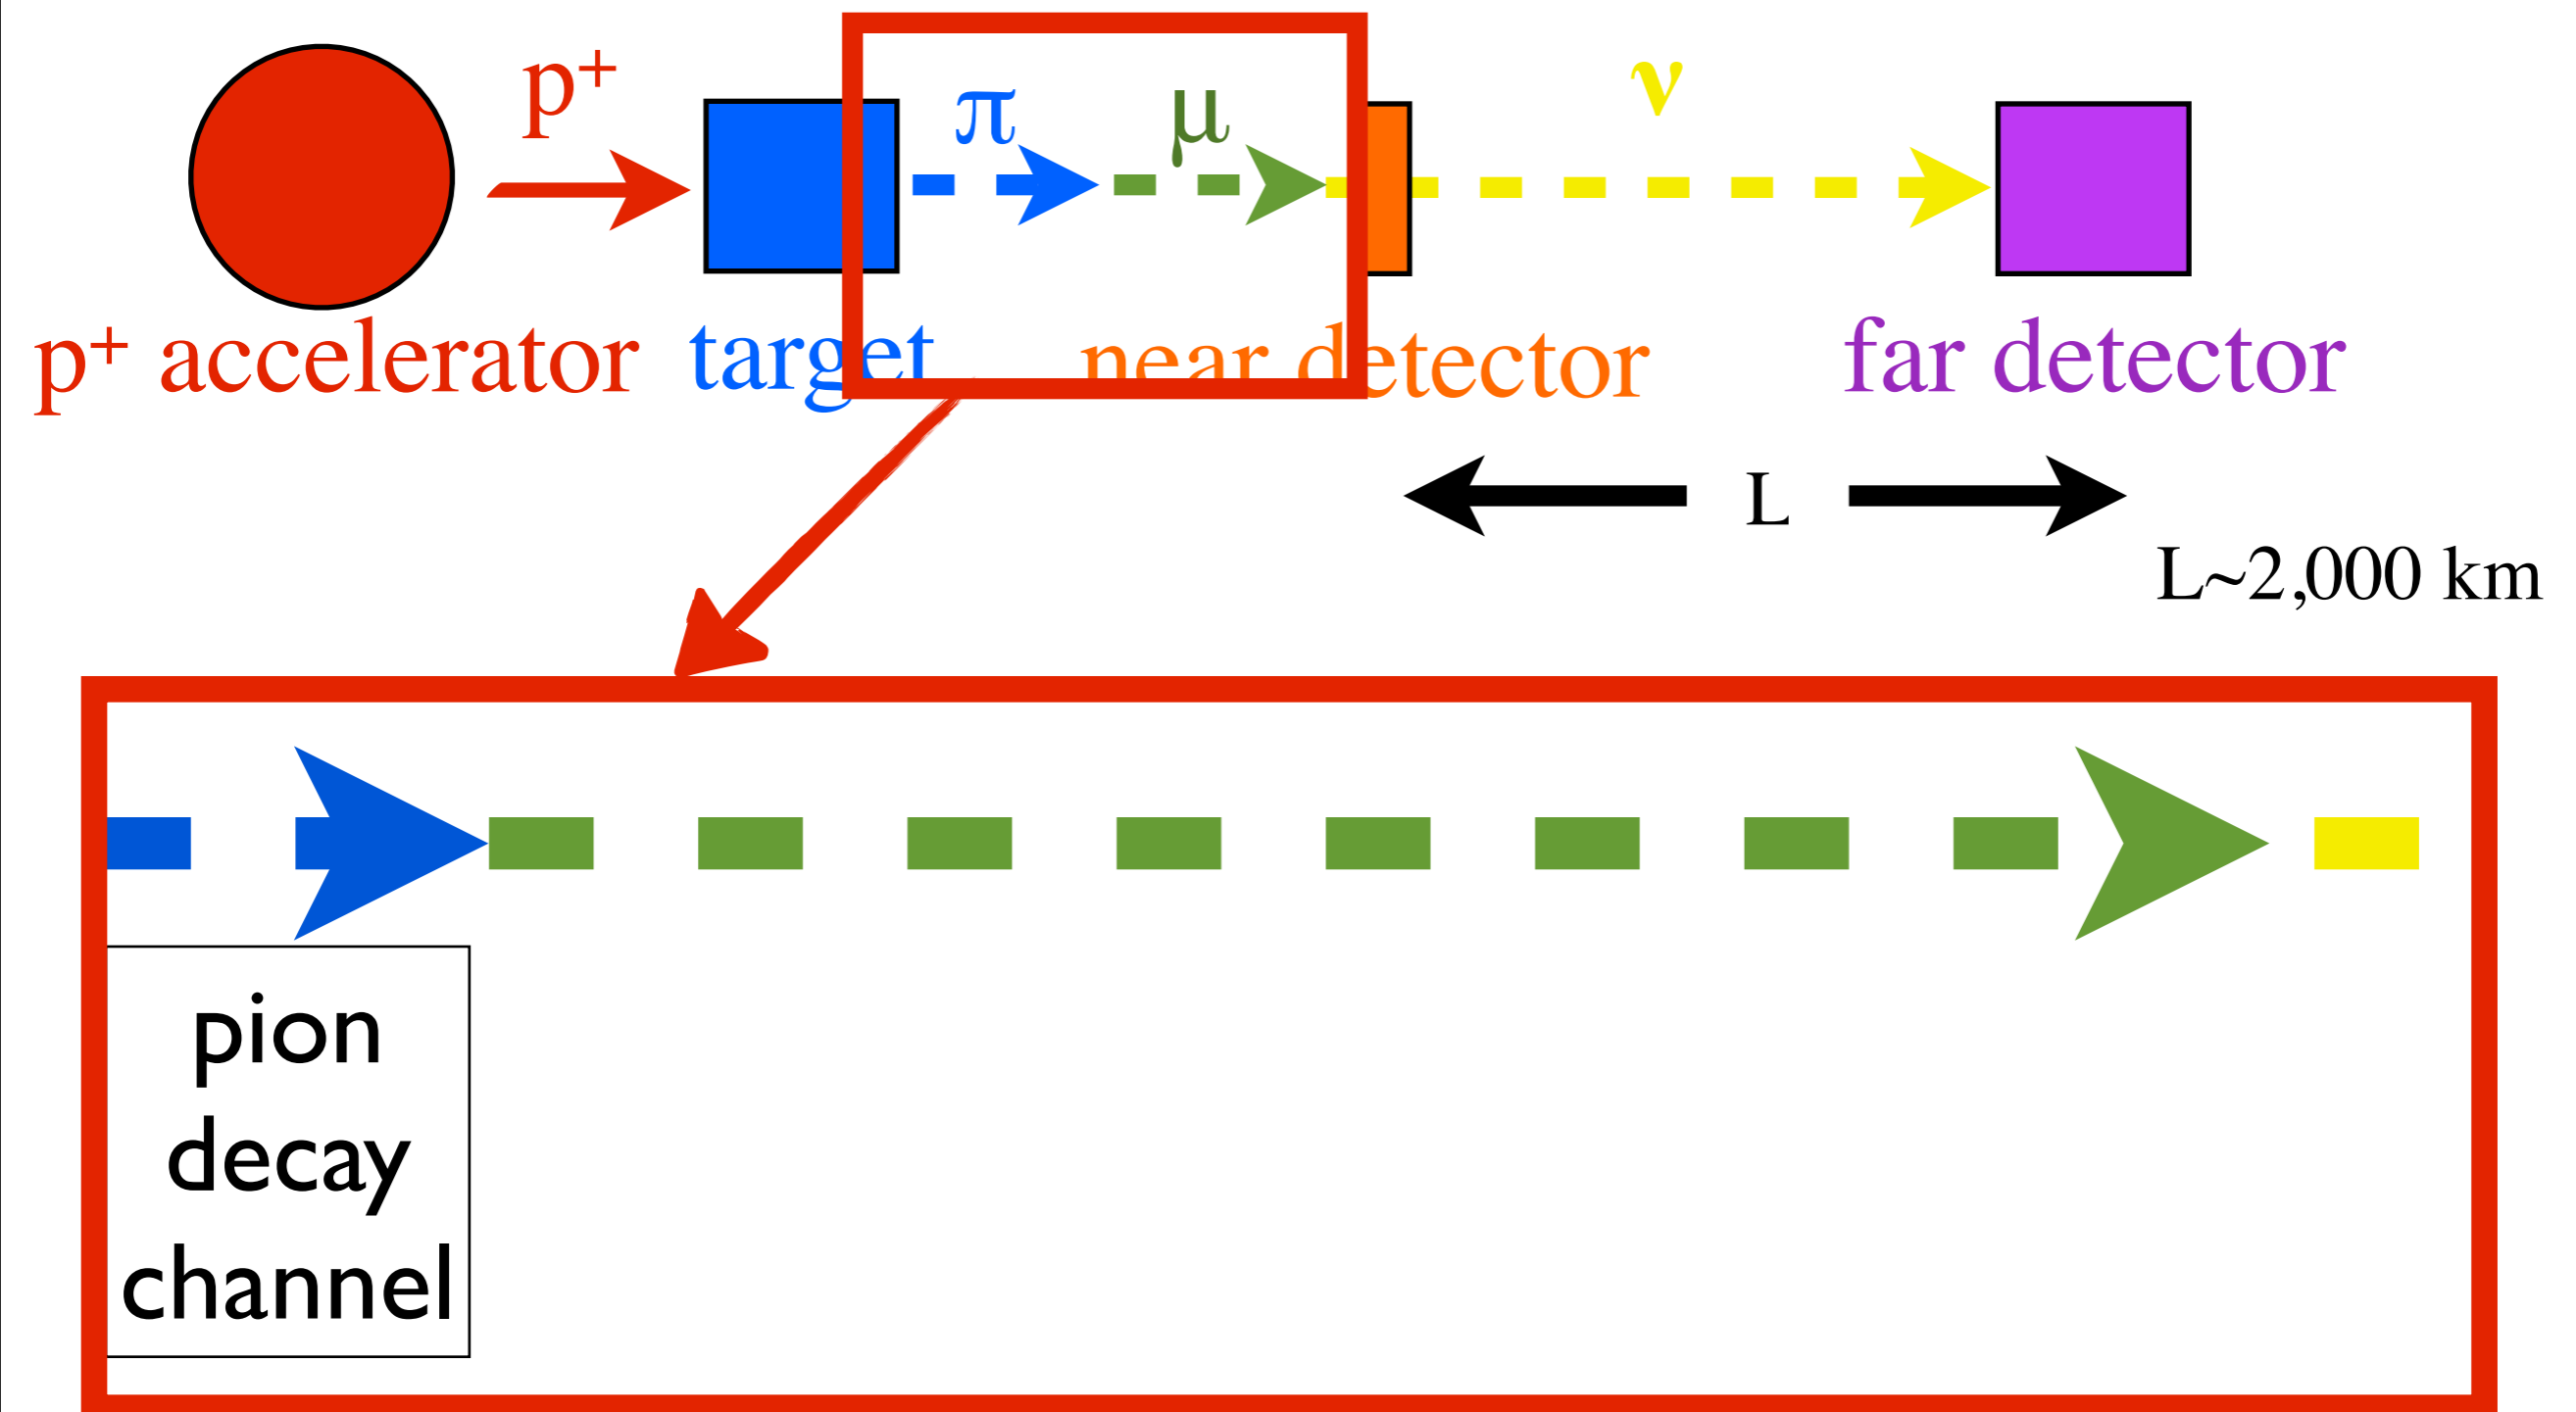 p⁺
π
μ
ν
p⁺ accelerator
target
near detector
far detector
L
L~2,000 km
pion
decay
channel